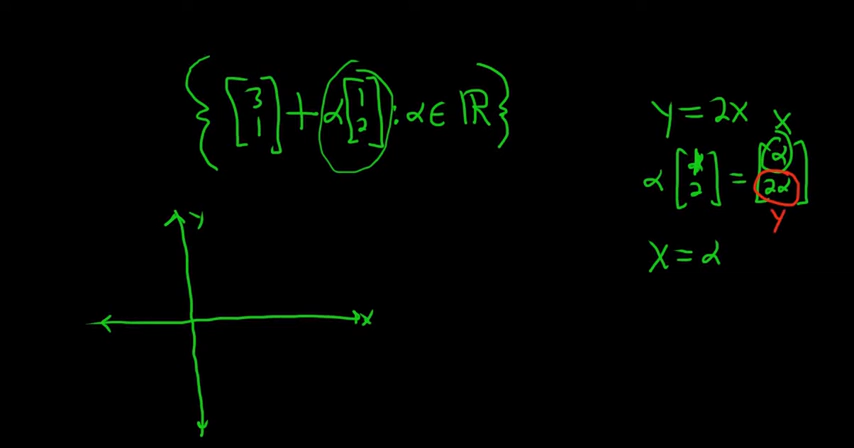 {[3 1] + α[1 2] : α ∈ ℝ}
y = 2x
x
α[1 2] = [α 2α]
y
x = α
y
x